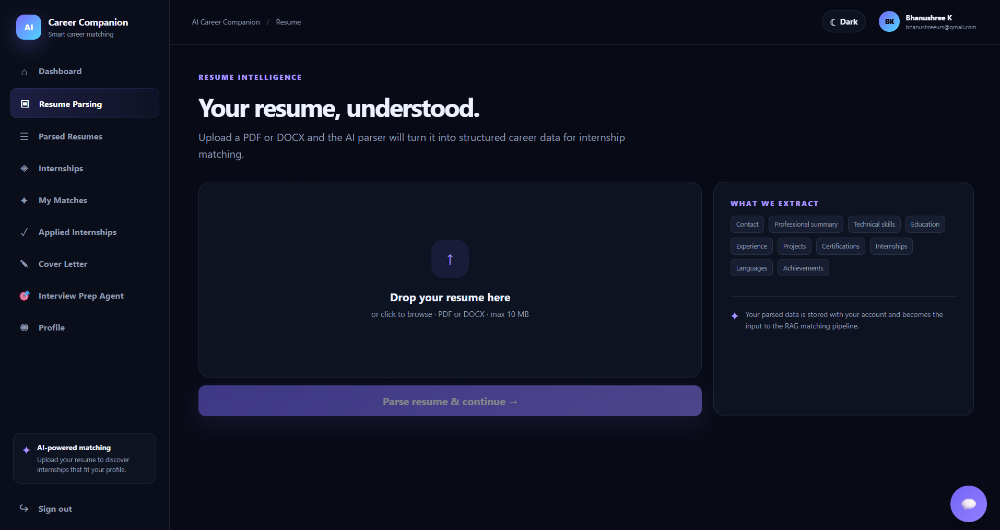 AI
Career Companion
Smart career matching
Dashboard
Resume Parsing
Parsed Resumes
Internships
My Matches
Applied Internships
Cover Letter
Interview Prep Agent
Profile
AI-powered matching
Upload your resume to discover
internships that fit your profile.
Sign out
AI Career Companion / Resume
Dark
BK
Bhanushree K
bhanushreeurs@gmail.com
RESUME INTELLIGENCE
Your resume, understood.
Upload a PDF or DOCX and the AI parser will turn it into structured career data for internship
matching.
↑
Drop your resume here
or click to browse · PDF or DOCX · max 10 MB
Parse resume & continue →
WHAT WE EXTRACT
Contact Professional summary Technical skills Education
Experience Projects Certifications Internships
Languages Achievements
Your parsed data is stored with your account and becomes the
input to the RAG matching pipeline.